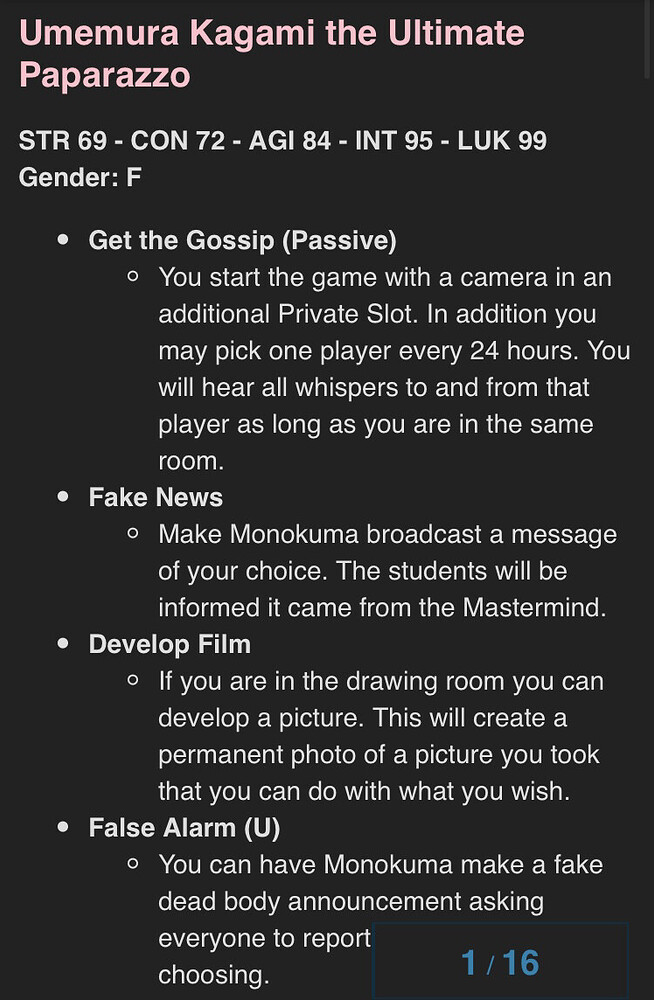 Umemura Kagami the Ultimate
Paparazzo
STR 69 - CON 72 - AGI 84 - INT 95 - LUK 99
Gender: F
Get the Gossip (Passive)
You start the game with a camera in an
additional Private Slot. In addition you
may pick one player every 24 hours. You
will hear all whispers to and from that
player as long as you are in the same
room.
Fake News
Make Monokuma broadcast a message
of your choice. The students will be
informed it came from the Mastermind.
Develop Film
If you are in the drawing room you can
develop a picture. This will create a
permanent photo of a picture you took
that you can do with what you wish.
False Alarm (U)
You can have Monokuma make a fake
dead body announcement asking
everyone to report
choosing.
1 / 16